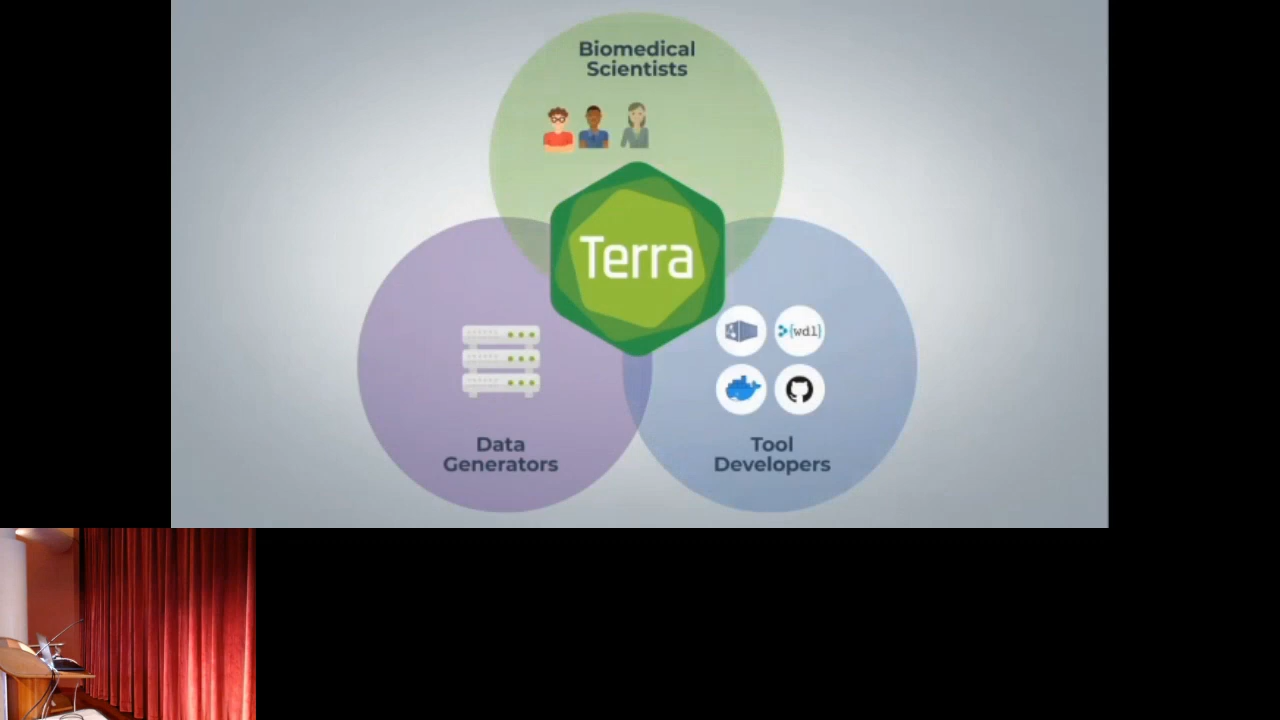 Biomedical
Scientists
Terra
{wdl}
Data
Generators
Tool
Developers